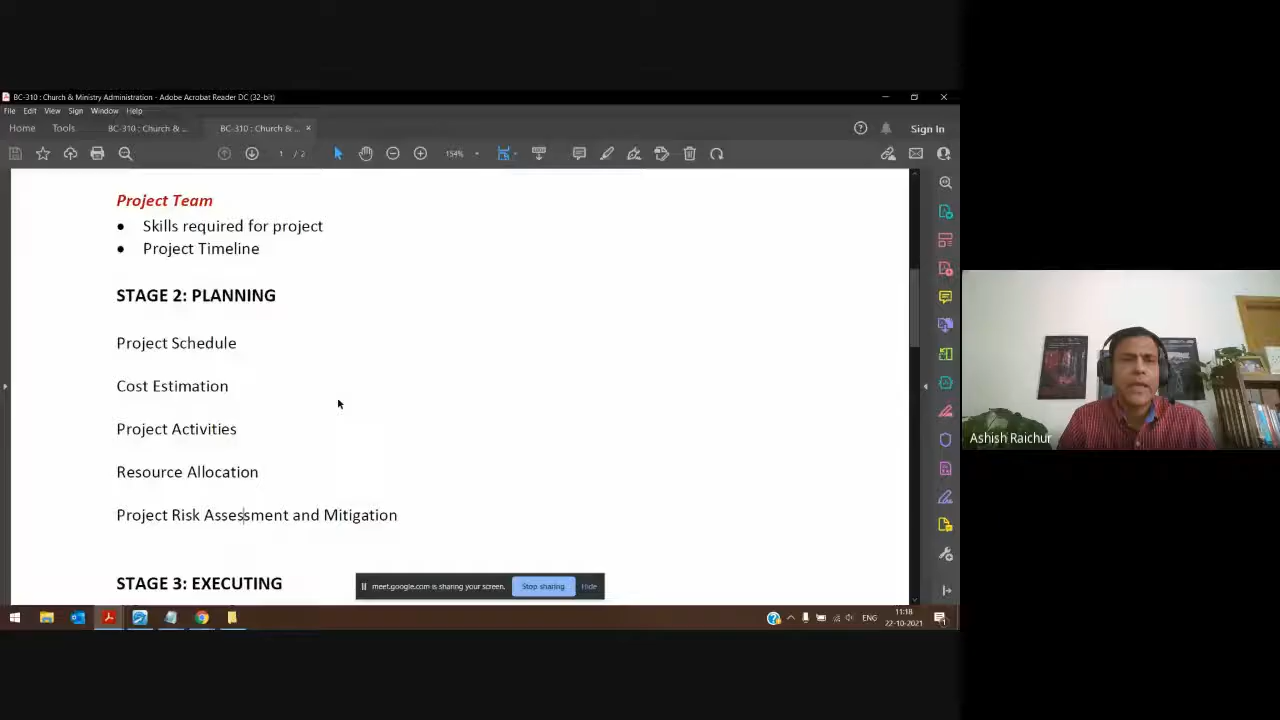 BC-310 : Church & Ministry Administration - Adobe Acrobat Reader DC (32-bit)
File Edit View Sign Window Help
Home Tools BC-310 : Church & ... BC-310 : Church & ... × Sign In
1 / 2 154%
Project Team
• Skills required for project
• Project Timeline
STAGE 2: PLANNING
Project Schedule
Cost Estimation
Project Activities
Resource Allocation
Project Risk Assessment and Mitigation
STAGE 3: EXECUTING
meet.google.com is sharing your screen. Stop sharing Hide
Ashish Raichur
ENG 11:18
22-10-2021